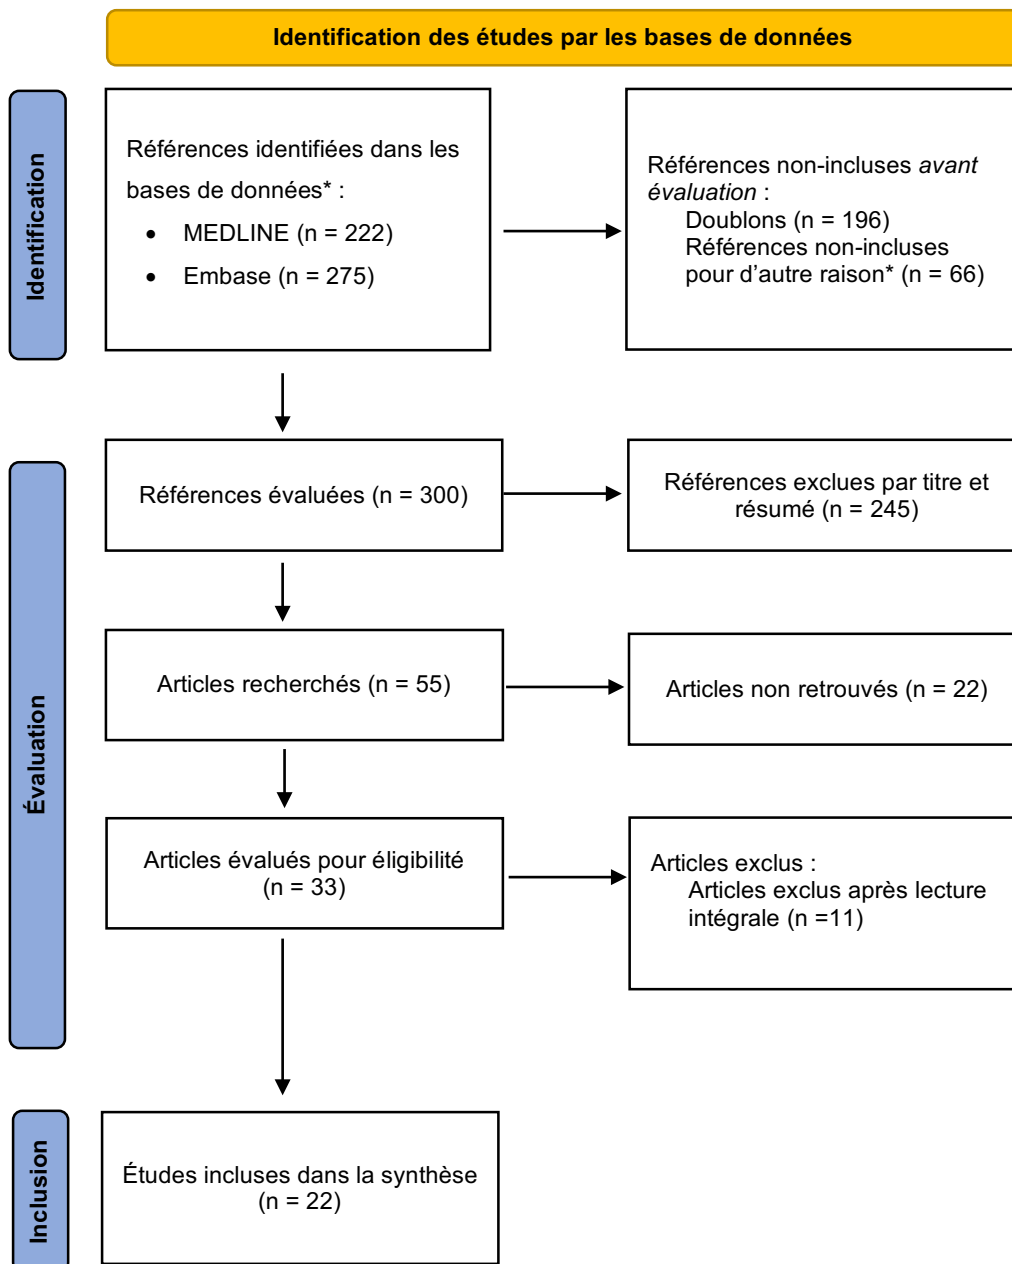 Identification des études par les bases de données
Identification
Références identifiées dans les
bases de données* :
• MEDLINE (n = 222)
• Embase (n = 275)
Références non-incluses avant
évaluation :
Doublons (n = 196)
Références non-incluses
pour d'autre raison* (n = 66)
Évaluation
Références évaluées (n = 300)
Références exclues par titre et
résumé (n = 245)
Articles recherchés (n = 55)
Articles non retrouvés (n = 22)
Articles évalués pour éligibilité
(n = 33)
Articles exclus :
Articles exclus après lecture
intégrale (n =11)
Inclusion
Études incluses dans la synthèse
(n = 22)